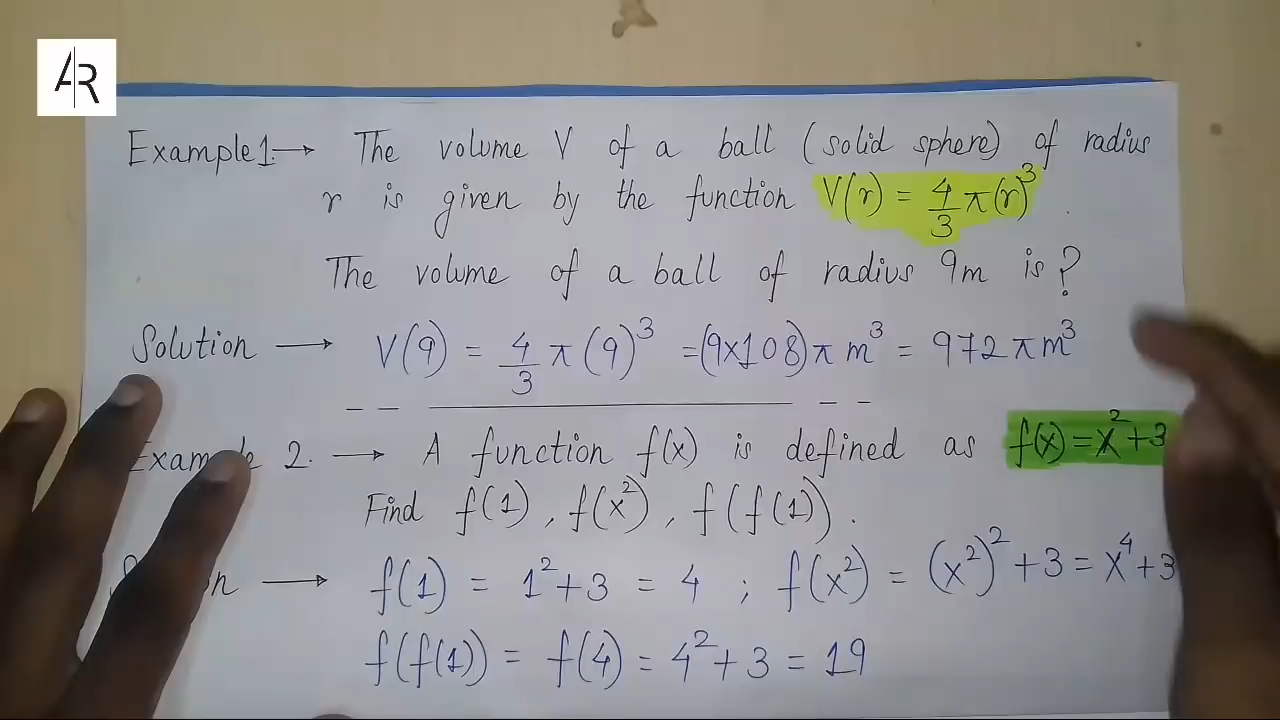 AR
Example 1. → The volume V of a ball (solid sphere) of radius
r is given by the function V(r) = 4/3 π(r)³.
The volume of a ball of radius 9m is?
Solution → V(9) = 4/3 π (9)³ = (9x108) π m³ = 972 π m³
Example 2. → A function f(x) is defined as f(x) = x² + 3
Find f(1), f(x²), f(f(1)).
→ f(1) = 1² + 3 = 4 ; f(x²) = (x²)² + 3 = x⁴ + 3
f(f(1)) = f(4) = 4² + 3 = 19